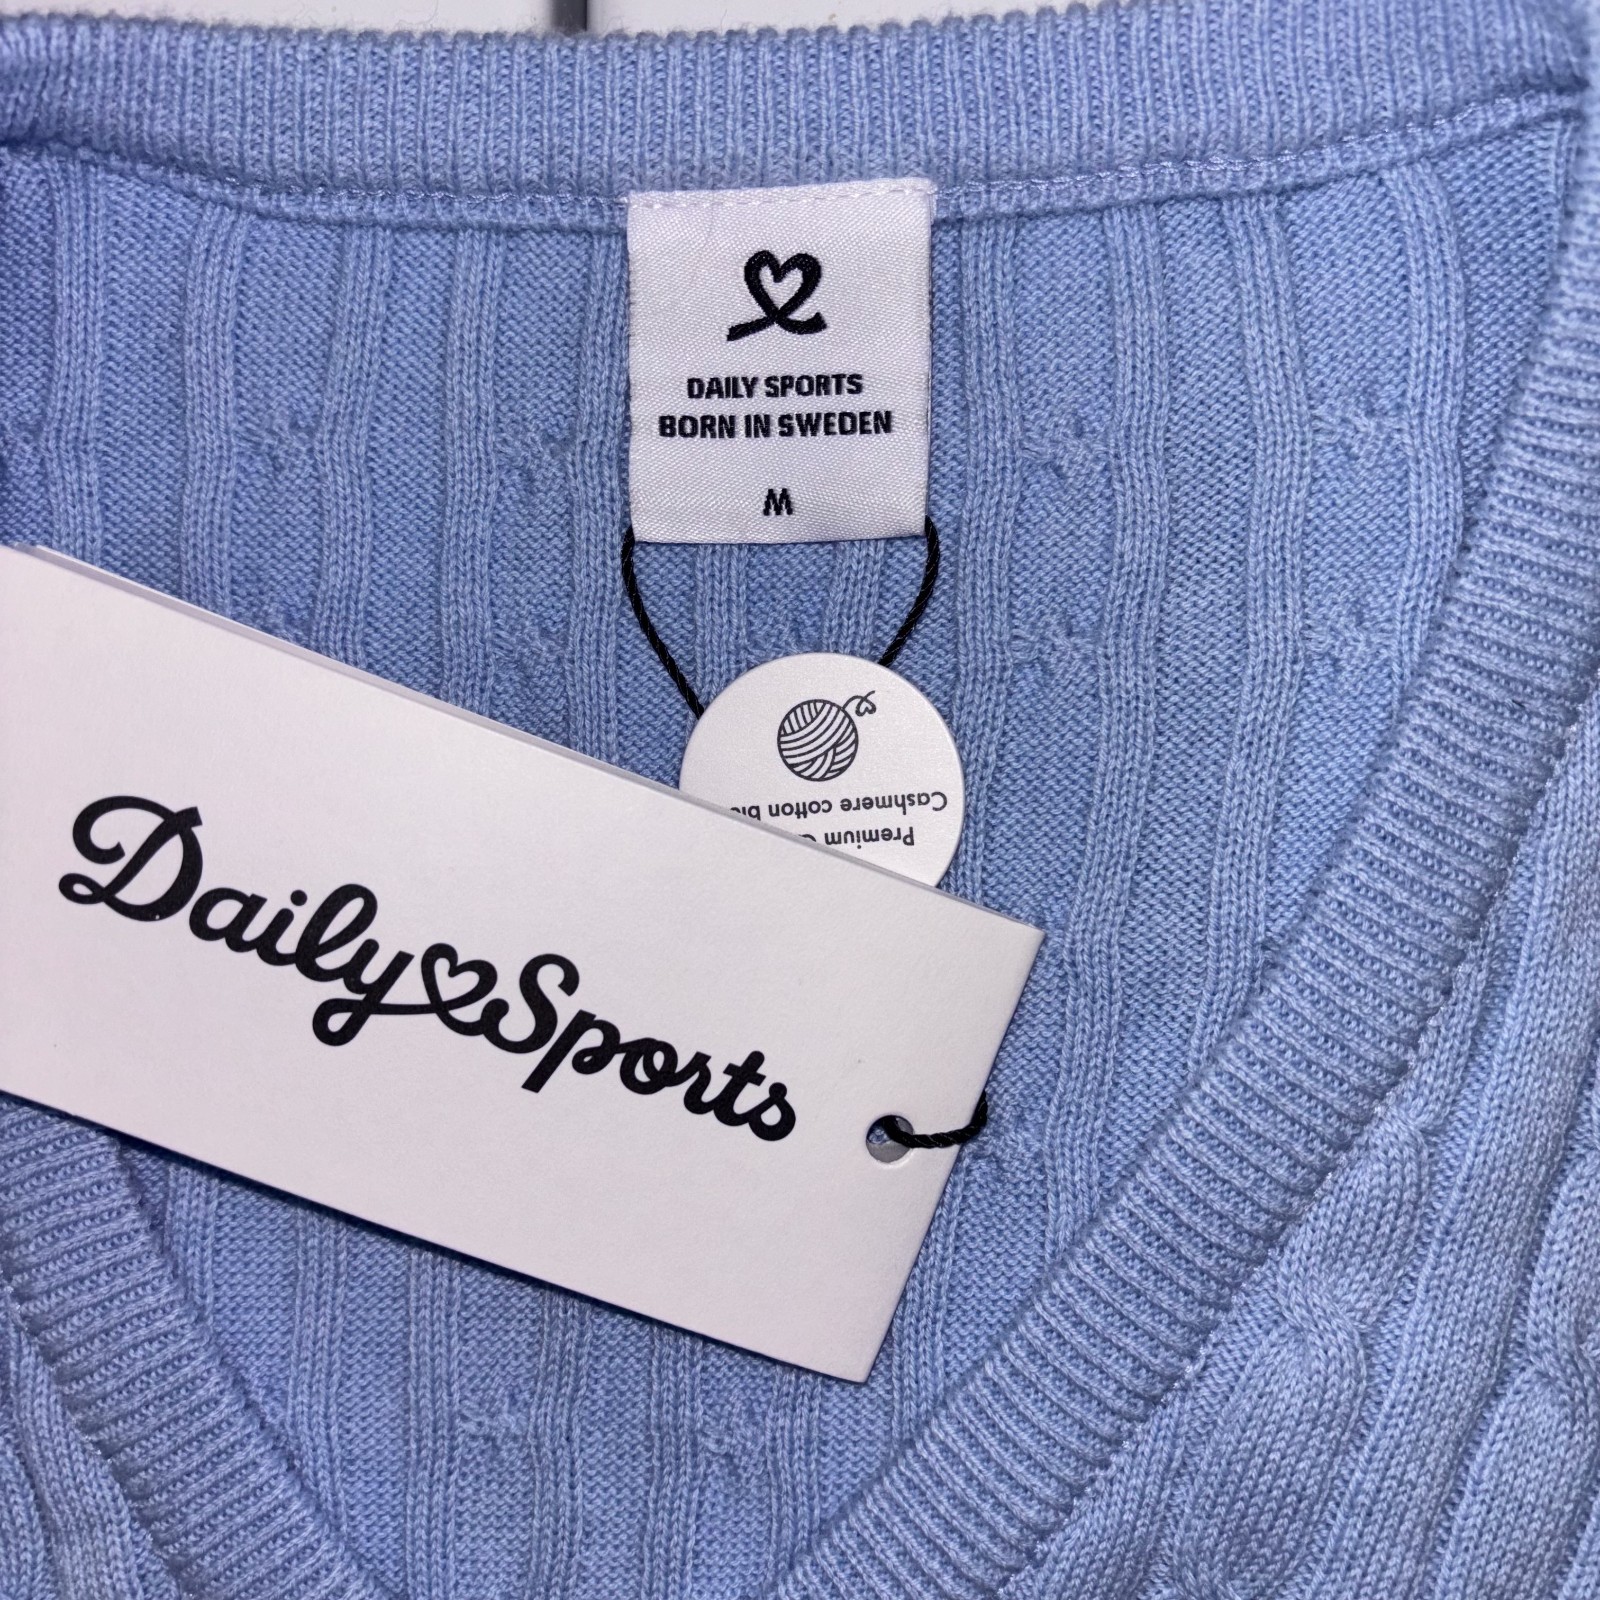 DAILY SPORTS
BORN IN SWEDEN
M
Premium
Cashmere cotton
Daily Sports